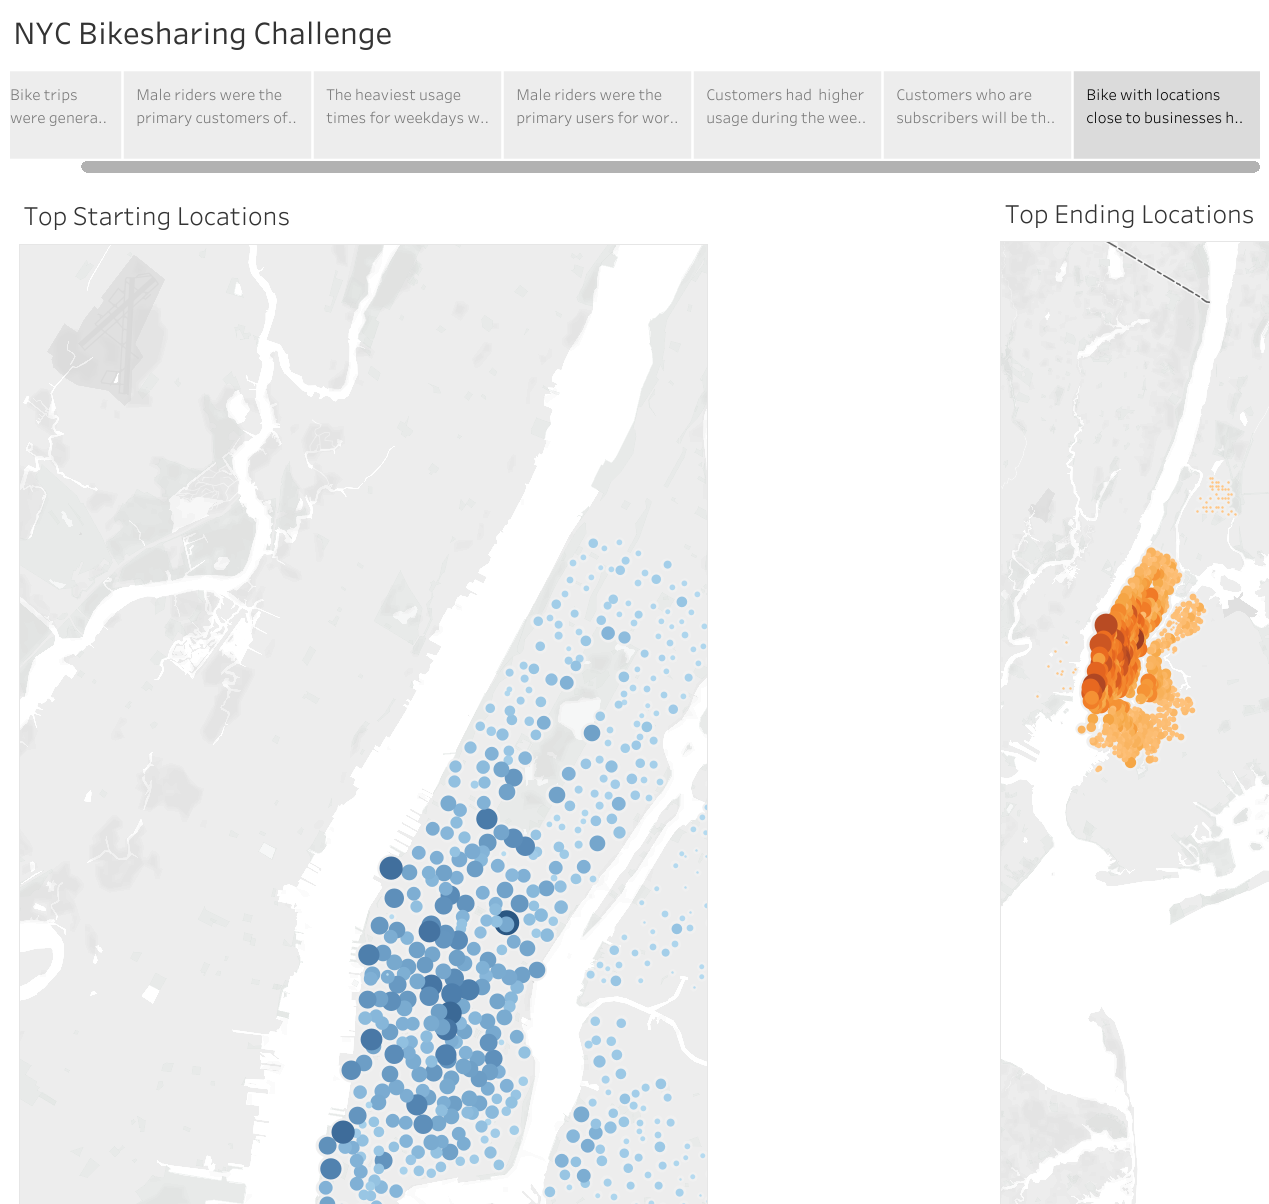 NYC Bikesharing Challenge
Bike trips
were genera..
Male riders were the
primary customers of..
The heaviest usage
times for weekdays w..
Male riders were the
primary users for wor..
Customers had  higher
usage during the wee..
Customers who are
subscribers will be th..
Bike with locations
close to businesses h..
Top Starting Locations
Top Ending Locations